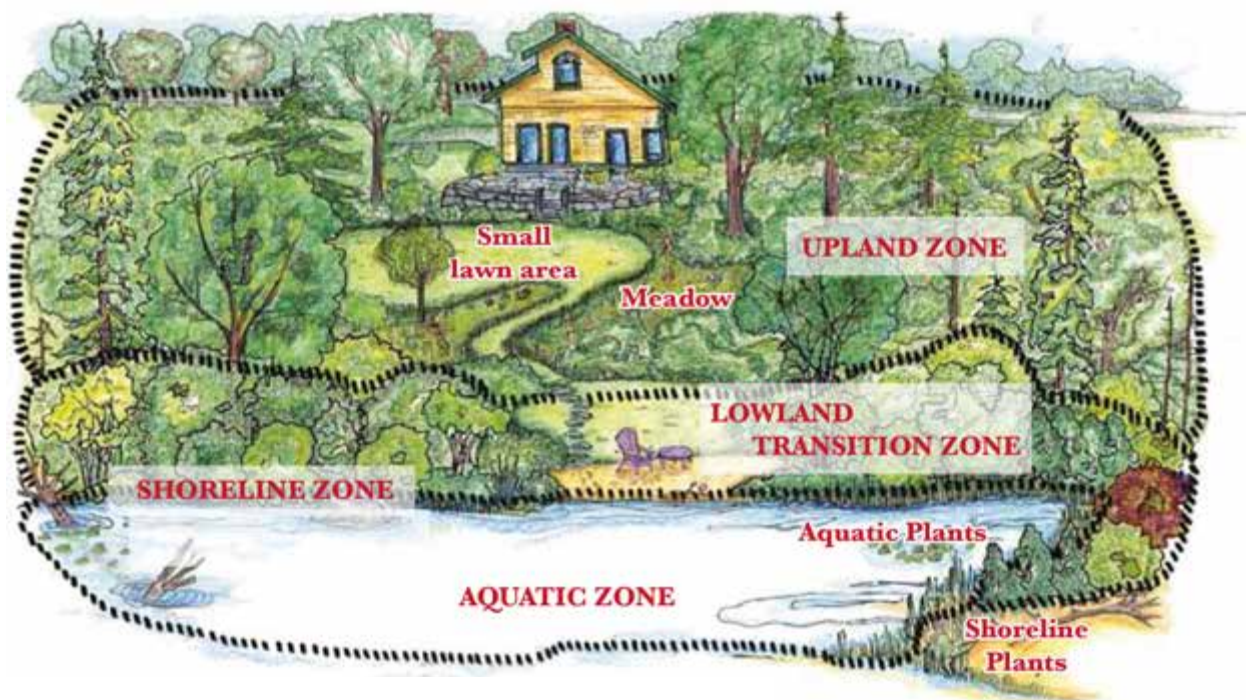 Small
lawn area
UPLAND ZONE
Meadow
LOWLAND
TRANSITION ZONE
SHORELINE ZONE
Aquatic Plants
AQUATIC ZONE
Shoreline
Plants